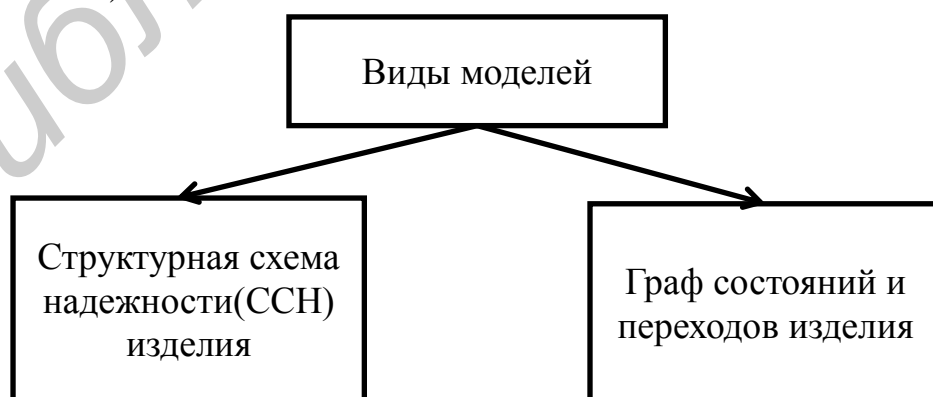 Виды моделей
Структурная схема
надежности(ССН)
изделия
Граф состояний и
переходов изделия